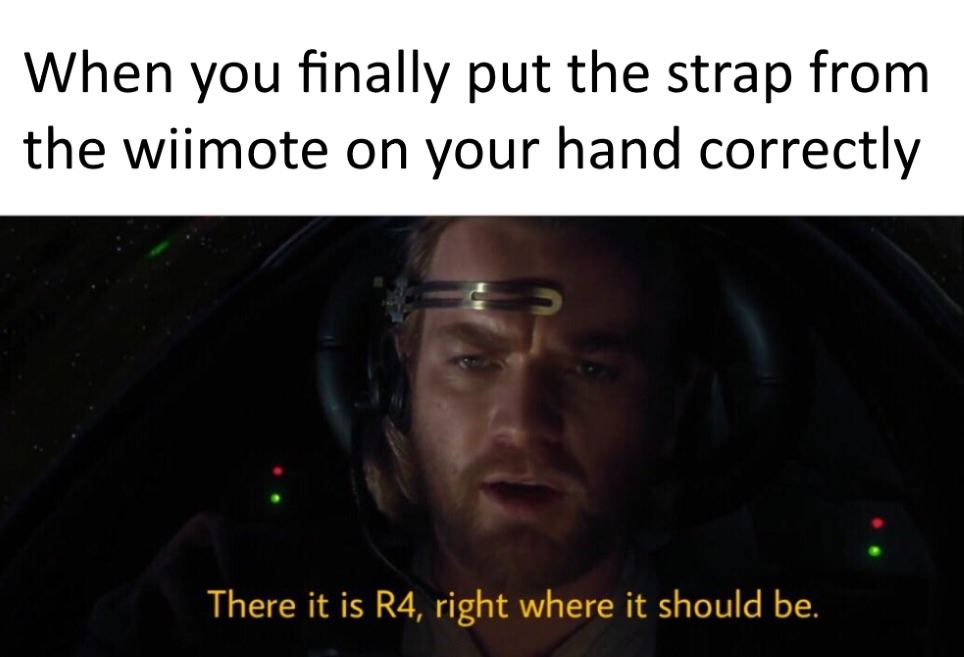 When you finally put the strap from
the wiimote on your hand correctly
There it is R4, right where it should be.